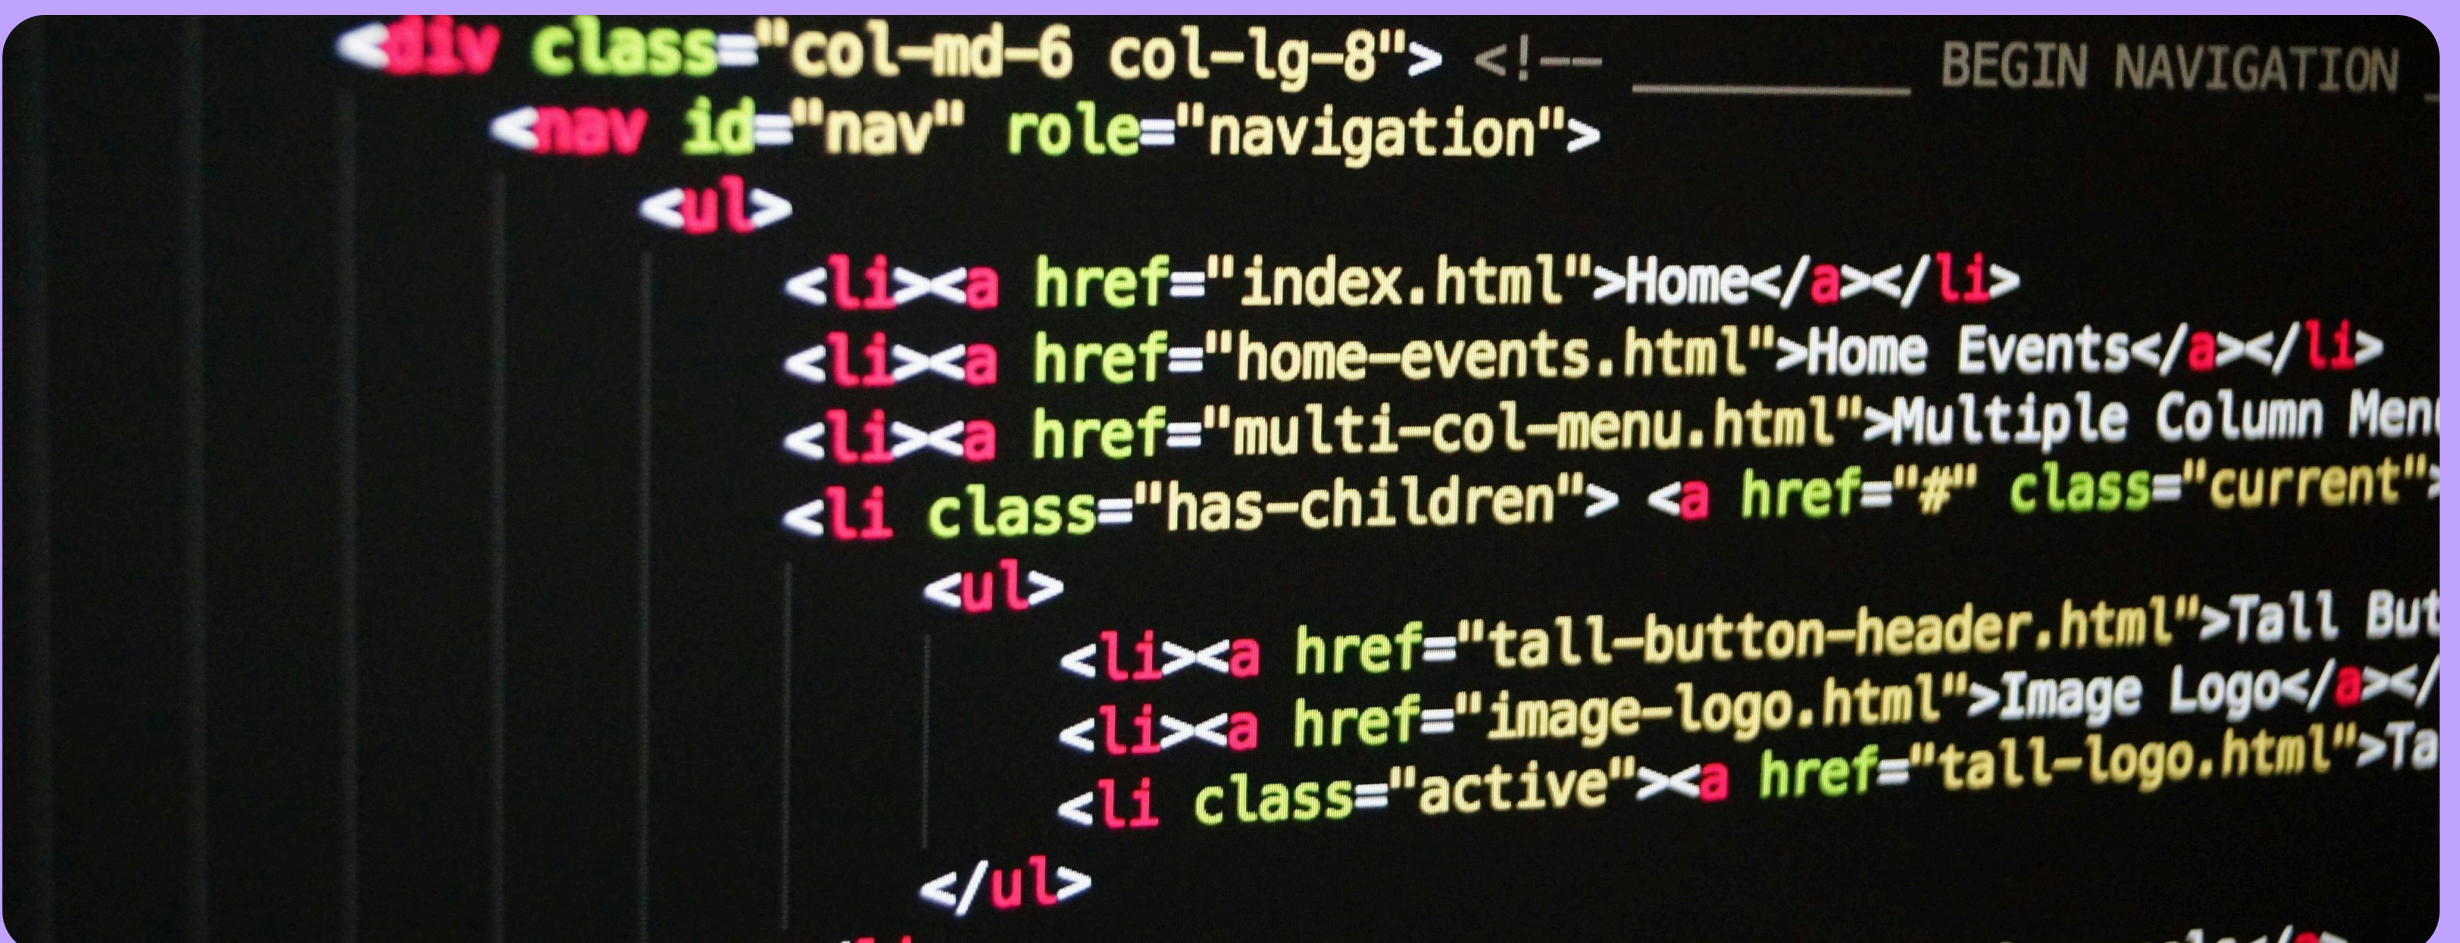 <div class="col-md-6 col-lg-8"> <!-- ________ BEGIN NAVIGATION _
<nav id="nav" role="navigation">
<ul>
<li><a href="index.html">Home</a></li>
<li><a href="home-events.html">Home Events</a></li>
<li><a href="multi-col-menu.html">Multiple Column
<li class="has-children"> <a href="#" class="current">
<ul>
<li><a href="tall-button-header.html">Tall
<li><a href="image-logo.html">Image Logo</a></
<li class="active"><a href="tall-logo.html">
</ul>